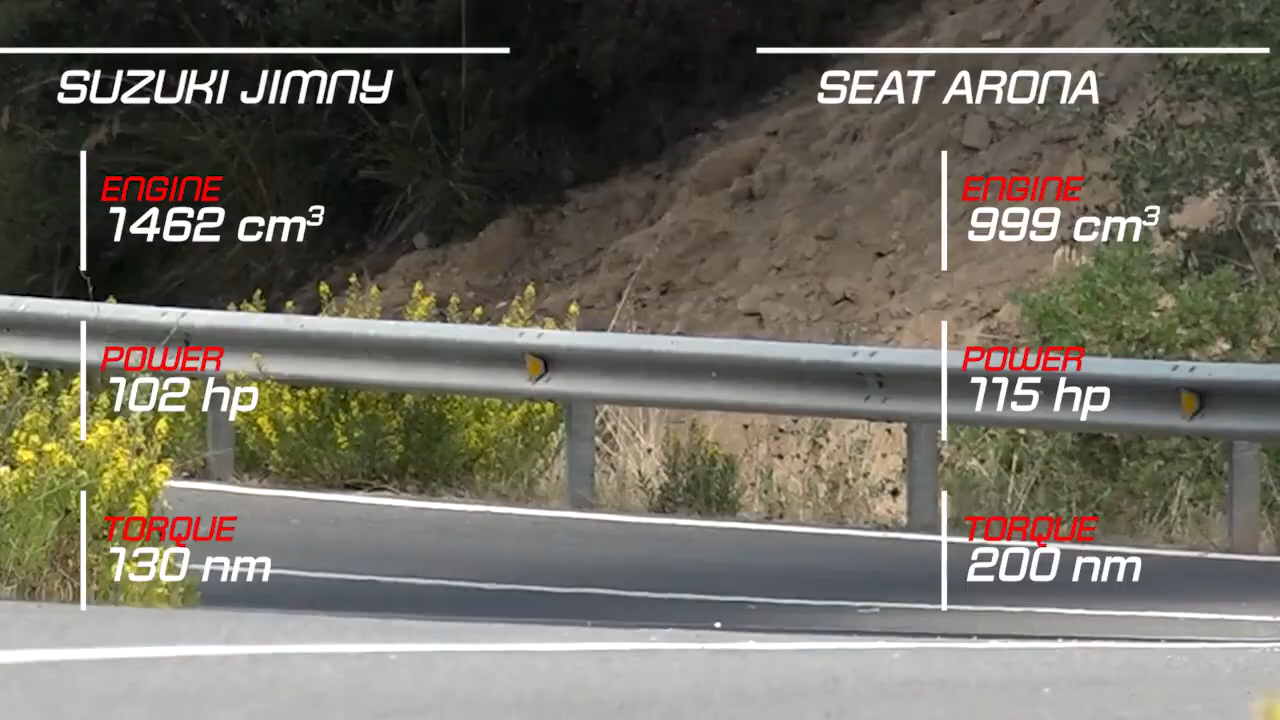 SUZUKI JIMNY
ENGINE
1462 cm³
POWER
102 hp
TORQUE
130 nm
SEAT ARONA
ENGINE
999 cm³
POWER
115 hp
TORQUE
200 nm